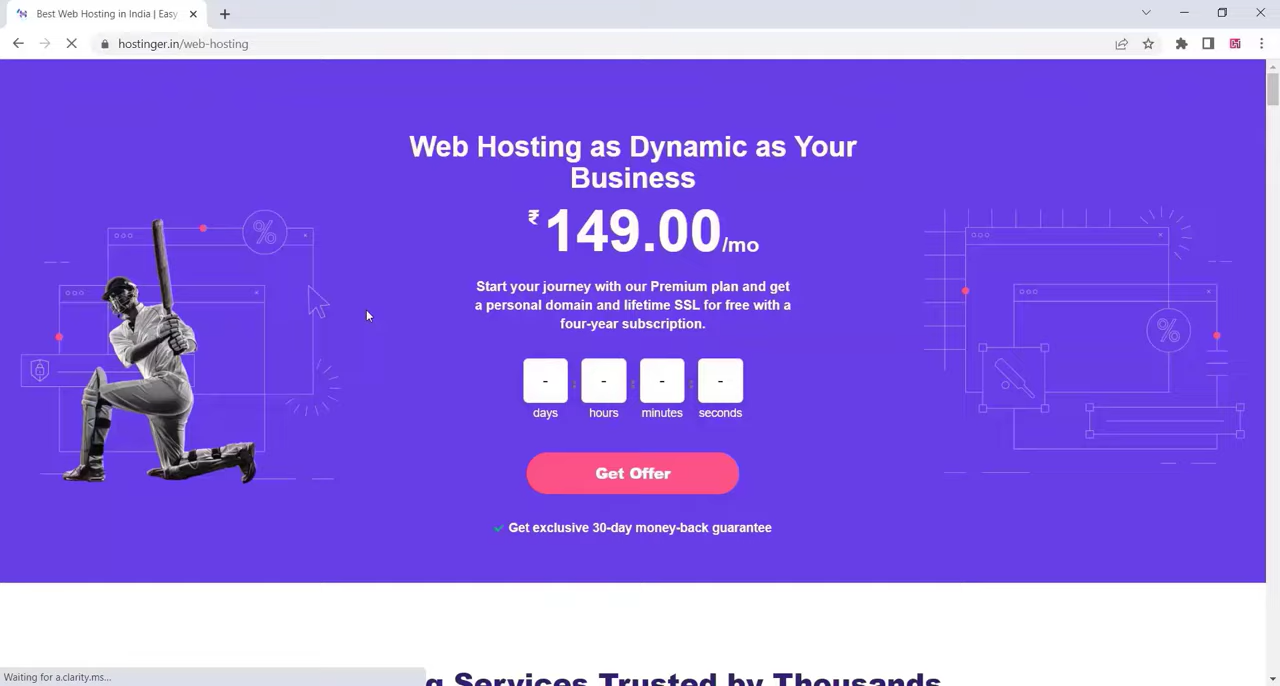 Best Web Hosting in India | Easy
hostinger.in/web-hosting
Web Hosting as Dynamic as Your
Business
₹149.00/mo
Start your journey with our Premium plan and get
a personal domain and lifetime SSL for free with a
four-year subscription.
- : - : - : -
days hours minutes seconds
Get Offer
Get exclusive 30-day money-back guarantee
Services Trusted by Thousands
Waiting for a.clarity.ms...